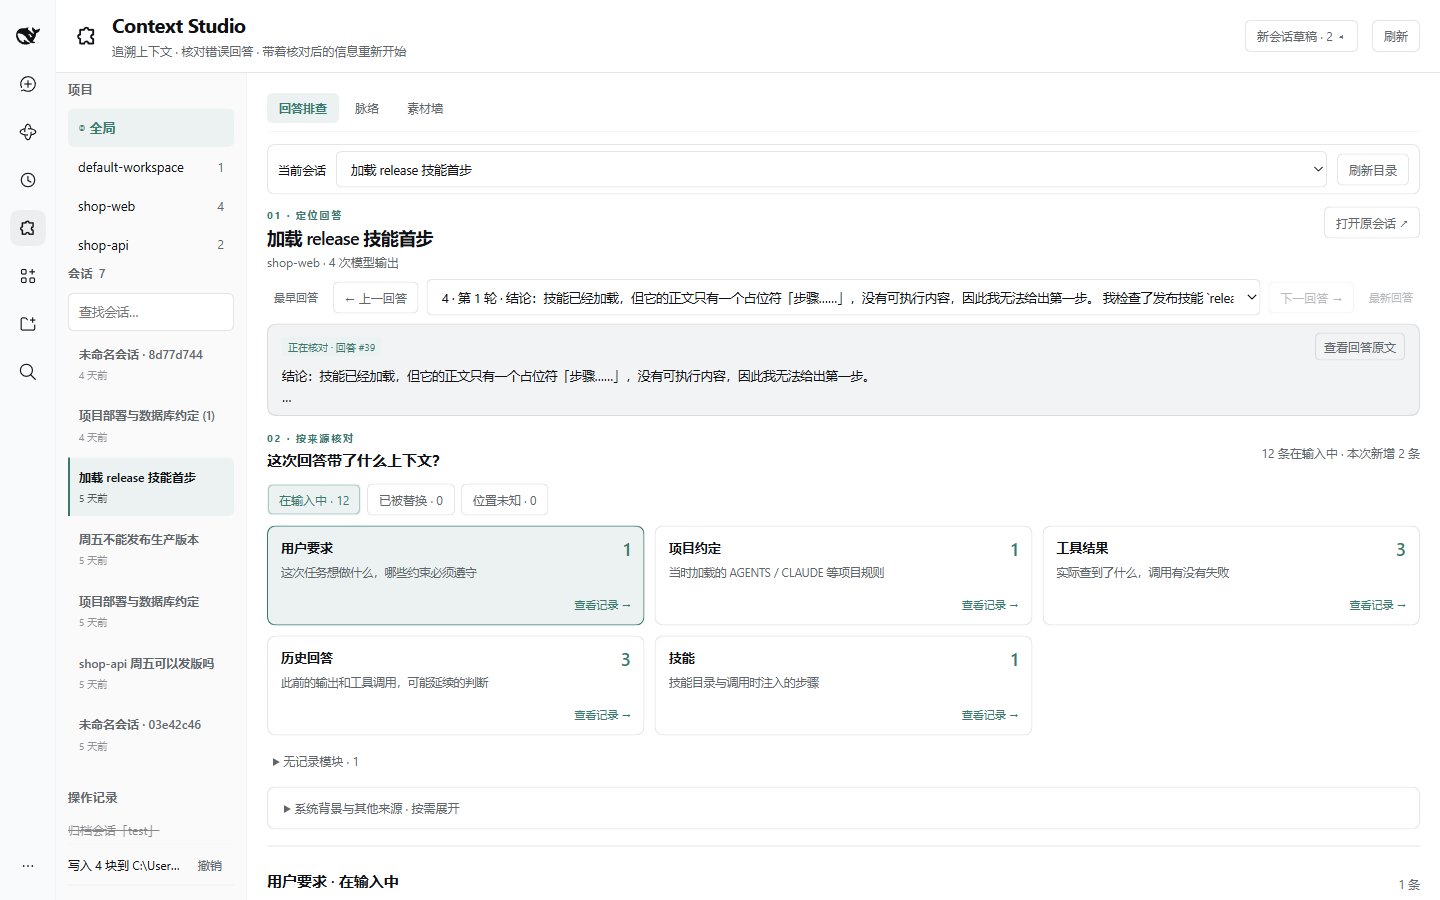 Context Studio
追溯上下文 · 核对错误回答 · 带着核对后的信息重新开始
新会话草稿 · 2
刷新
项目
全局
default-workspace 1
shop-web 4
shop-api 2
会话 7
查找会话...
未命名会话 · 8d77d744
4 天前
项目部署与数据库约定 (1)
4 天前
加载 release 技能首步
5 天前
周五不能发布生产版本
5 天前
项目部署与数据库约定
5 天前
shop-api 周五可以发版吗
5 天前
未命名会话 · 03e42c46
5 天前
操作记录
归档会话「test」
写入 4 块到 C:\User... 撤销
...
回答排查 脉络 素材墙
当前会话 加载 release 技能首步 刷新目录
01 · 定位回答
加载 release 技能首步
打开原会话 ↗
shop-web · 4 次模型输出
最早回答 ← 上一回答 4 · 第 1 轮 · 结论：技能已经加载，但它的正文只有一个占位符「步骤……」，没有可执行内容，因此我无法给出第一步。 我检查了发布技能 `relea 下一回答 → 最新回答
正在核对 · 回答 #39
查看回答原文
结论：技能已经加载，但它的正文只有一个占位符「步骤……」，没有可执行内容，因此我无法给出第一步。
...
02 · 按来源核对
这次回答带了什么上下文？
12 条在输入中 · 本次新增 2 条
在输入中 · 12 已被替换 · 0 位置未知 · 0
用户要求 1
这次任务想做什么，哪些约束必须遵守
查看记录 →
项目约定 1
当时加载的 AGENTS / CLAUDE 等项目规则
查看记录 →
工具结果 3
实际查到了什么，调用有没有失败
查看记录 →
历史回答 3
此前的输出和工具调用，可能延续的判断
查看记录 →
技能 1
技能目录与调用时注入的步骤
查看记录 →
▶ 无记录模块 · 1
▶ 系统背景与其他来源 · 按需展开
用户要求 · 在输入中
1 条